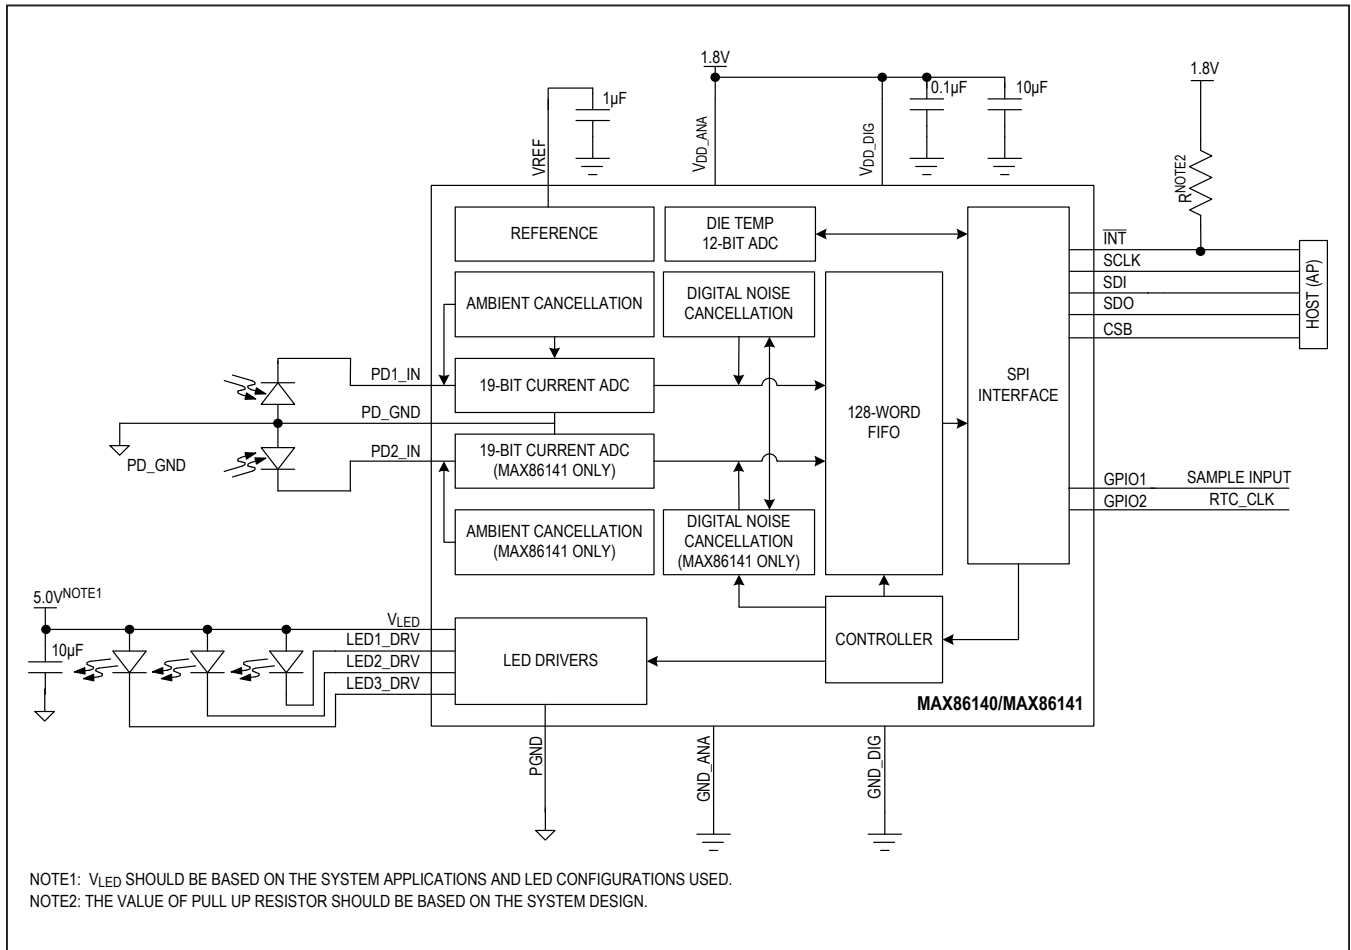 1.8V
1.8V
1µF
0.1µF
10µF
VREF
VDD_ANA
VDD_DIG
RNOTE2
REFERENCE
DIE TEMP
12-BIT ADC
INT
SCLK
SDI
SDO
CSB
HOST (AP)
AMBIENT CANCELLATION
DIGITAL NOISE
CANCELLATION
PD1_IN
19-BIT CURRENT ADC
SPI
INTERFACE
PD_GND
128-WORD
FIFO
PD_GND
PD2_IN
19-BIT CURRENT ADC
(MAX86141 ONLY)
GPIO1
SAMPLE INPUT
GPIO2
RTC_CLK
AMBIENT CANCELLATION
(MAX86141 ONLY)
DIGITAL NOISE
CANCELLATION
(MAX86141 ONLY)
5.0VNOTE1
10µF
VLED
LED1_DRV
LED2_DRV
LED3_DRV
LED DRIVERS
CONTROLLER
MAX86140/MAX86141
PGND
GND_ANA
GND_DIG
NOTE1: VLED SHOULD BE BASED ON THE SYSTEM APPLICATIONS AND LED CONFIGURATIONS USED.
NOTE2: THE VALUE OF PULL UP RESISTOR SHOULD BE BASED ON THE SYSTEM DESIGN.